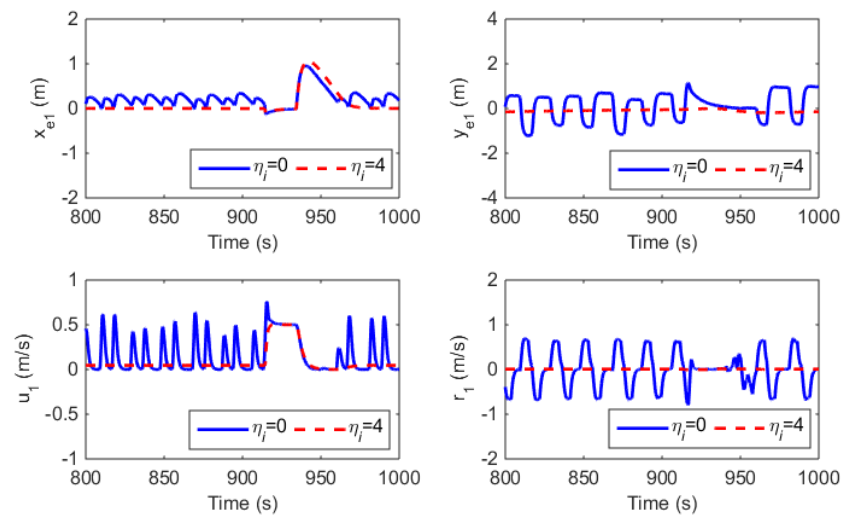 2
1
0
-1
-2
x_e1 (m)
η_i=0 η_i=4
800 850 900 950 1000
Time (s)
4
2
0
-2
-4
y_e1 (m)
η_i=0 η_i=4
800 850 900 950 1000
Time (s)
1
0.5
0
-0.5
-1
u_1 (m/s)
η_i=0 η_i=4
800 850 900 950 1000
Time (s)
2
1
0
-1
-2
r_1 (m/s)
η_i=0 η_i=4
800 850 900 950 1000
Time (s)